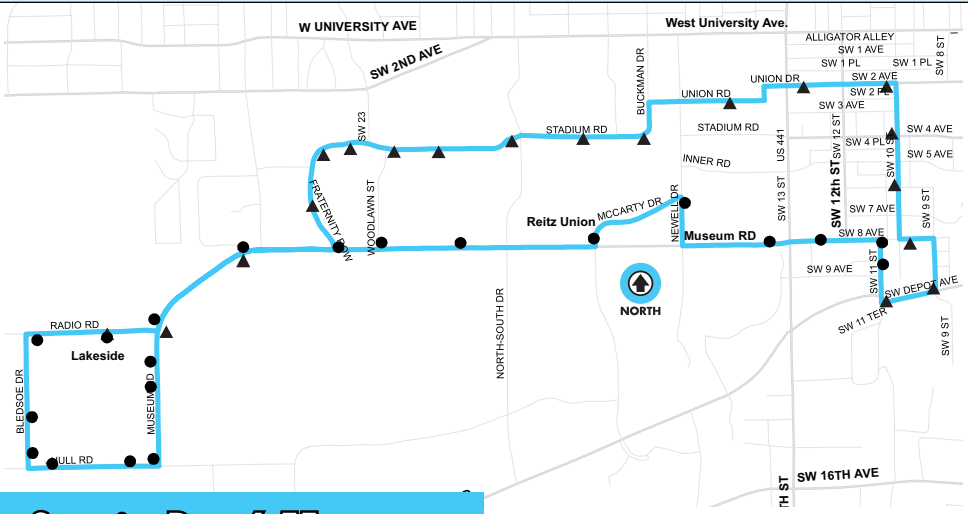 W UNIVERSITY AVE
West University Ave.
ALLIGATOR ALLEY
SW 1 AVE
SW 8 ST
SW 2ND AVE
SW 1 PL
SW 1 PL
BUCKMAN DR
UNION DR
SW 2 AVE
UNION RD
SW 2 PL
SW 3 AVE
SW 23
STADIUM RD
STADIUM RD
US 441
SW 12 ST
SW 4 AVE
SW 4 PL
SW 10 S
INNER RD
SW 5 AVE
FRATERNITY ROW
WOODLAWN ST
NEWELL DR
SW 13 ST
SW 12th ST
SW 9 ST
MCCARTY DR
SW 7 AVE
Reitz Union
Museum RD
SW 8 AVE
SW 11 ST
SW 9 AVE
SW DEPOT AVE
NORTH
SW 11 TER
RADIO RD
NORTH-SOUTH DR
SW 9 ST
Lakeside
BLEDSOE DR
MUSEUM RD
HULL RD
SW 16TH AVE
TH ST